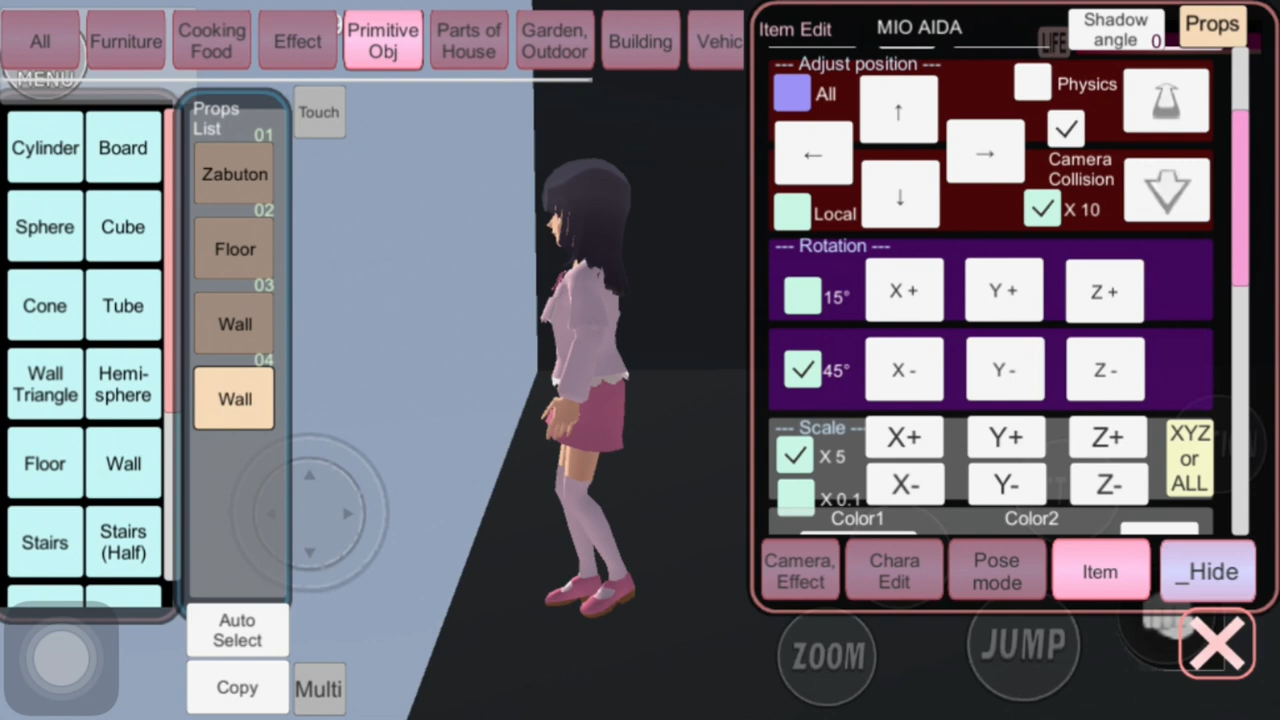 All
Furniture
Cooking
Food
Effect
Primitive
Obj
Parts of
House
Garden,
Outdoor
Building
Vehic
MENU
Cylinder
Board
Sphere
Cube
Cone
Tube
Wall
Triangle
Hemi-
sphere
Floor
Wall
Stairs
Stairs
(Half)
Props
List
01
Zabuton
02
Floor
03
Wall
04
Wall
Auto
Select
Copy
Touch
Multi
Item Edit
MIO AIDA
LIFE
Shadow
angle 0
Props
--- Adjust position ---
All
↑
Physics
←
→
Camera
Collision
Local
↓
X 10
--- Rotation ---
15°
X +
Y +
Z +
45°
X -
Y -
Z -
--- Scale ---
X 5
X+
Y+
Z+
X 0.1
X-
Y-
Z-
XYZ
or
ALL
Color1
Color2
Camera,
Effect
Chara
Edit
Pose
mode
Item
_Hide
ZOOM
JUMP